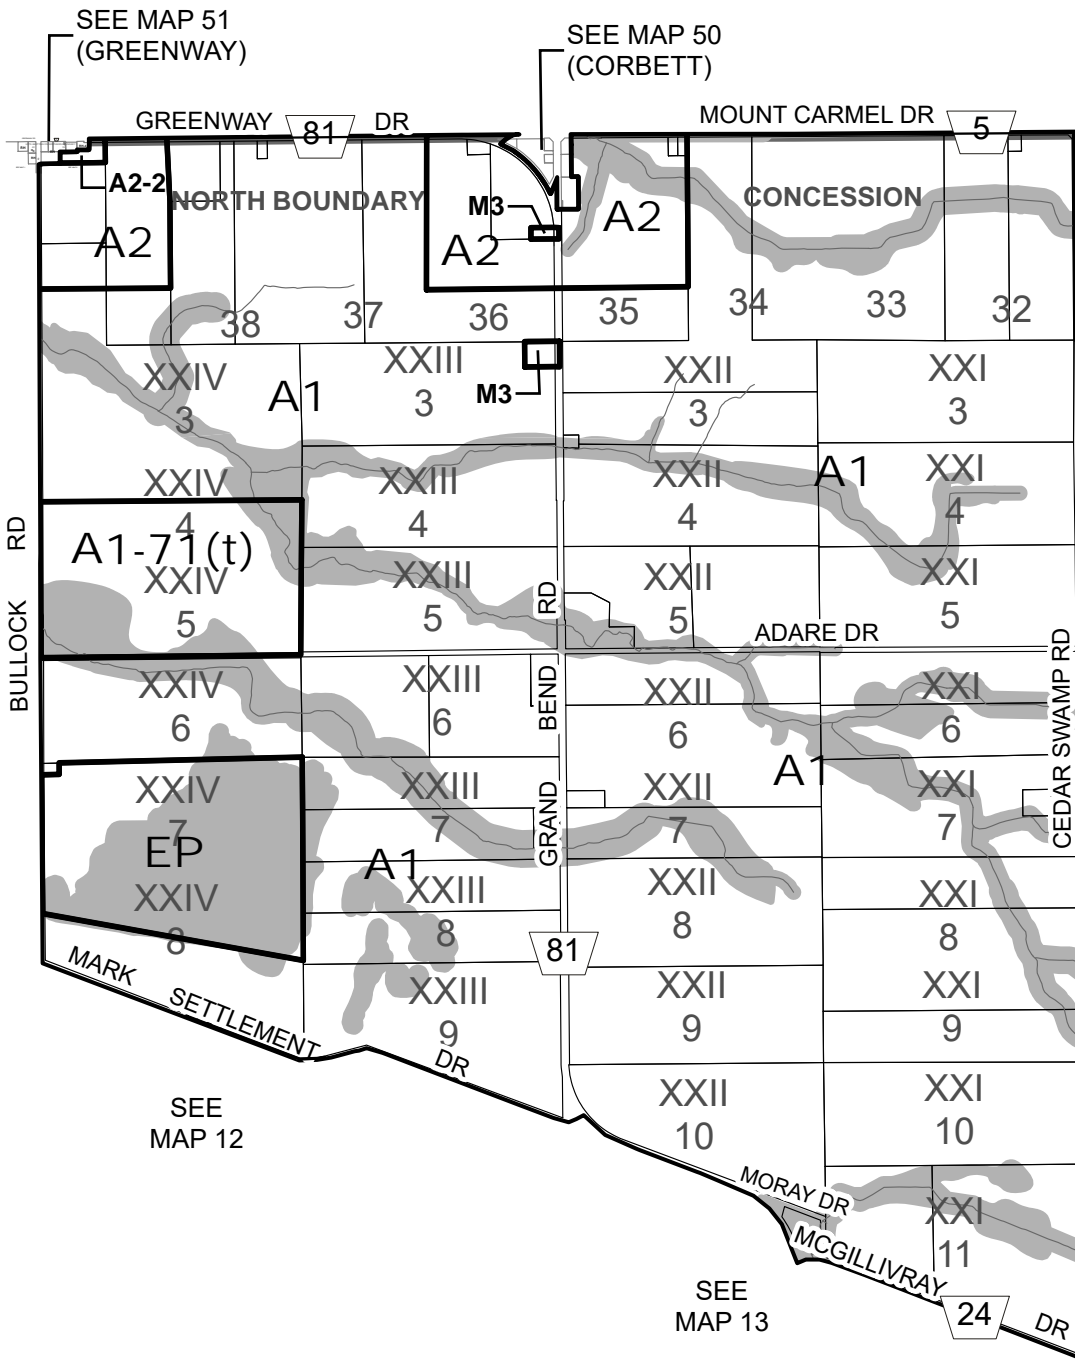 SEE MAP 51
(GREENWAY)
SEE MAP 50
(CORBETT)
GREENWAY 81 DR
MOUNT CARMEL DR 5
A2-2
NORTH BOUNDARY
CONCESSION
M3
A2
A2
A2
38
37
36
35
34
33
32
XXIV
3
A1
XXIII
3
M3
XXII
3
XXI
3
XXIV
4
XXIII
4
XXII
4
A1
XXI
4
A1-71(t)
XXIV
5
XXIII
5
XXII
5
XXI
5
ADARE DR
BULLOCK RD
GRAND BEND RD
CEDAR SWAMP RD
XXIV
6
XXIII
6
XXII
6
XXI
6
A1
XXIV
7
EP
XXIII
7
XXII
7
XXI
7
A1
XXIV
8
XXIII
8
XXII
8
XXI
8
81
MARK SETTLEMENT DR
XXIII
9
XXII
9
XXI
9
SEE
MAP 12
XXII
10
XXI
10
MORAY DR
XXI
11
MCGILLIVRAY 24 DR
SEE
MAP 13